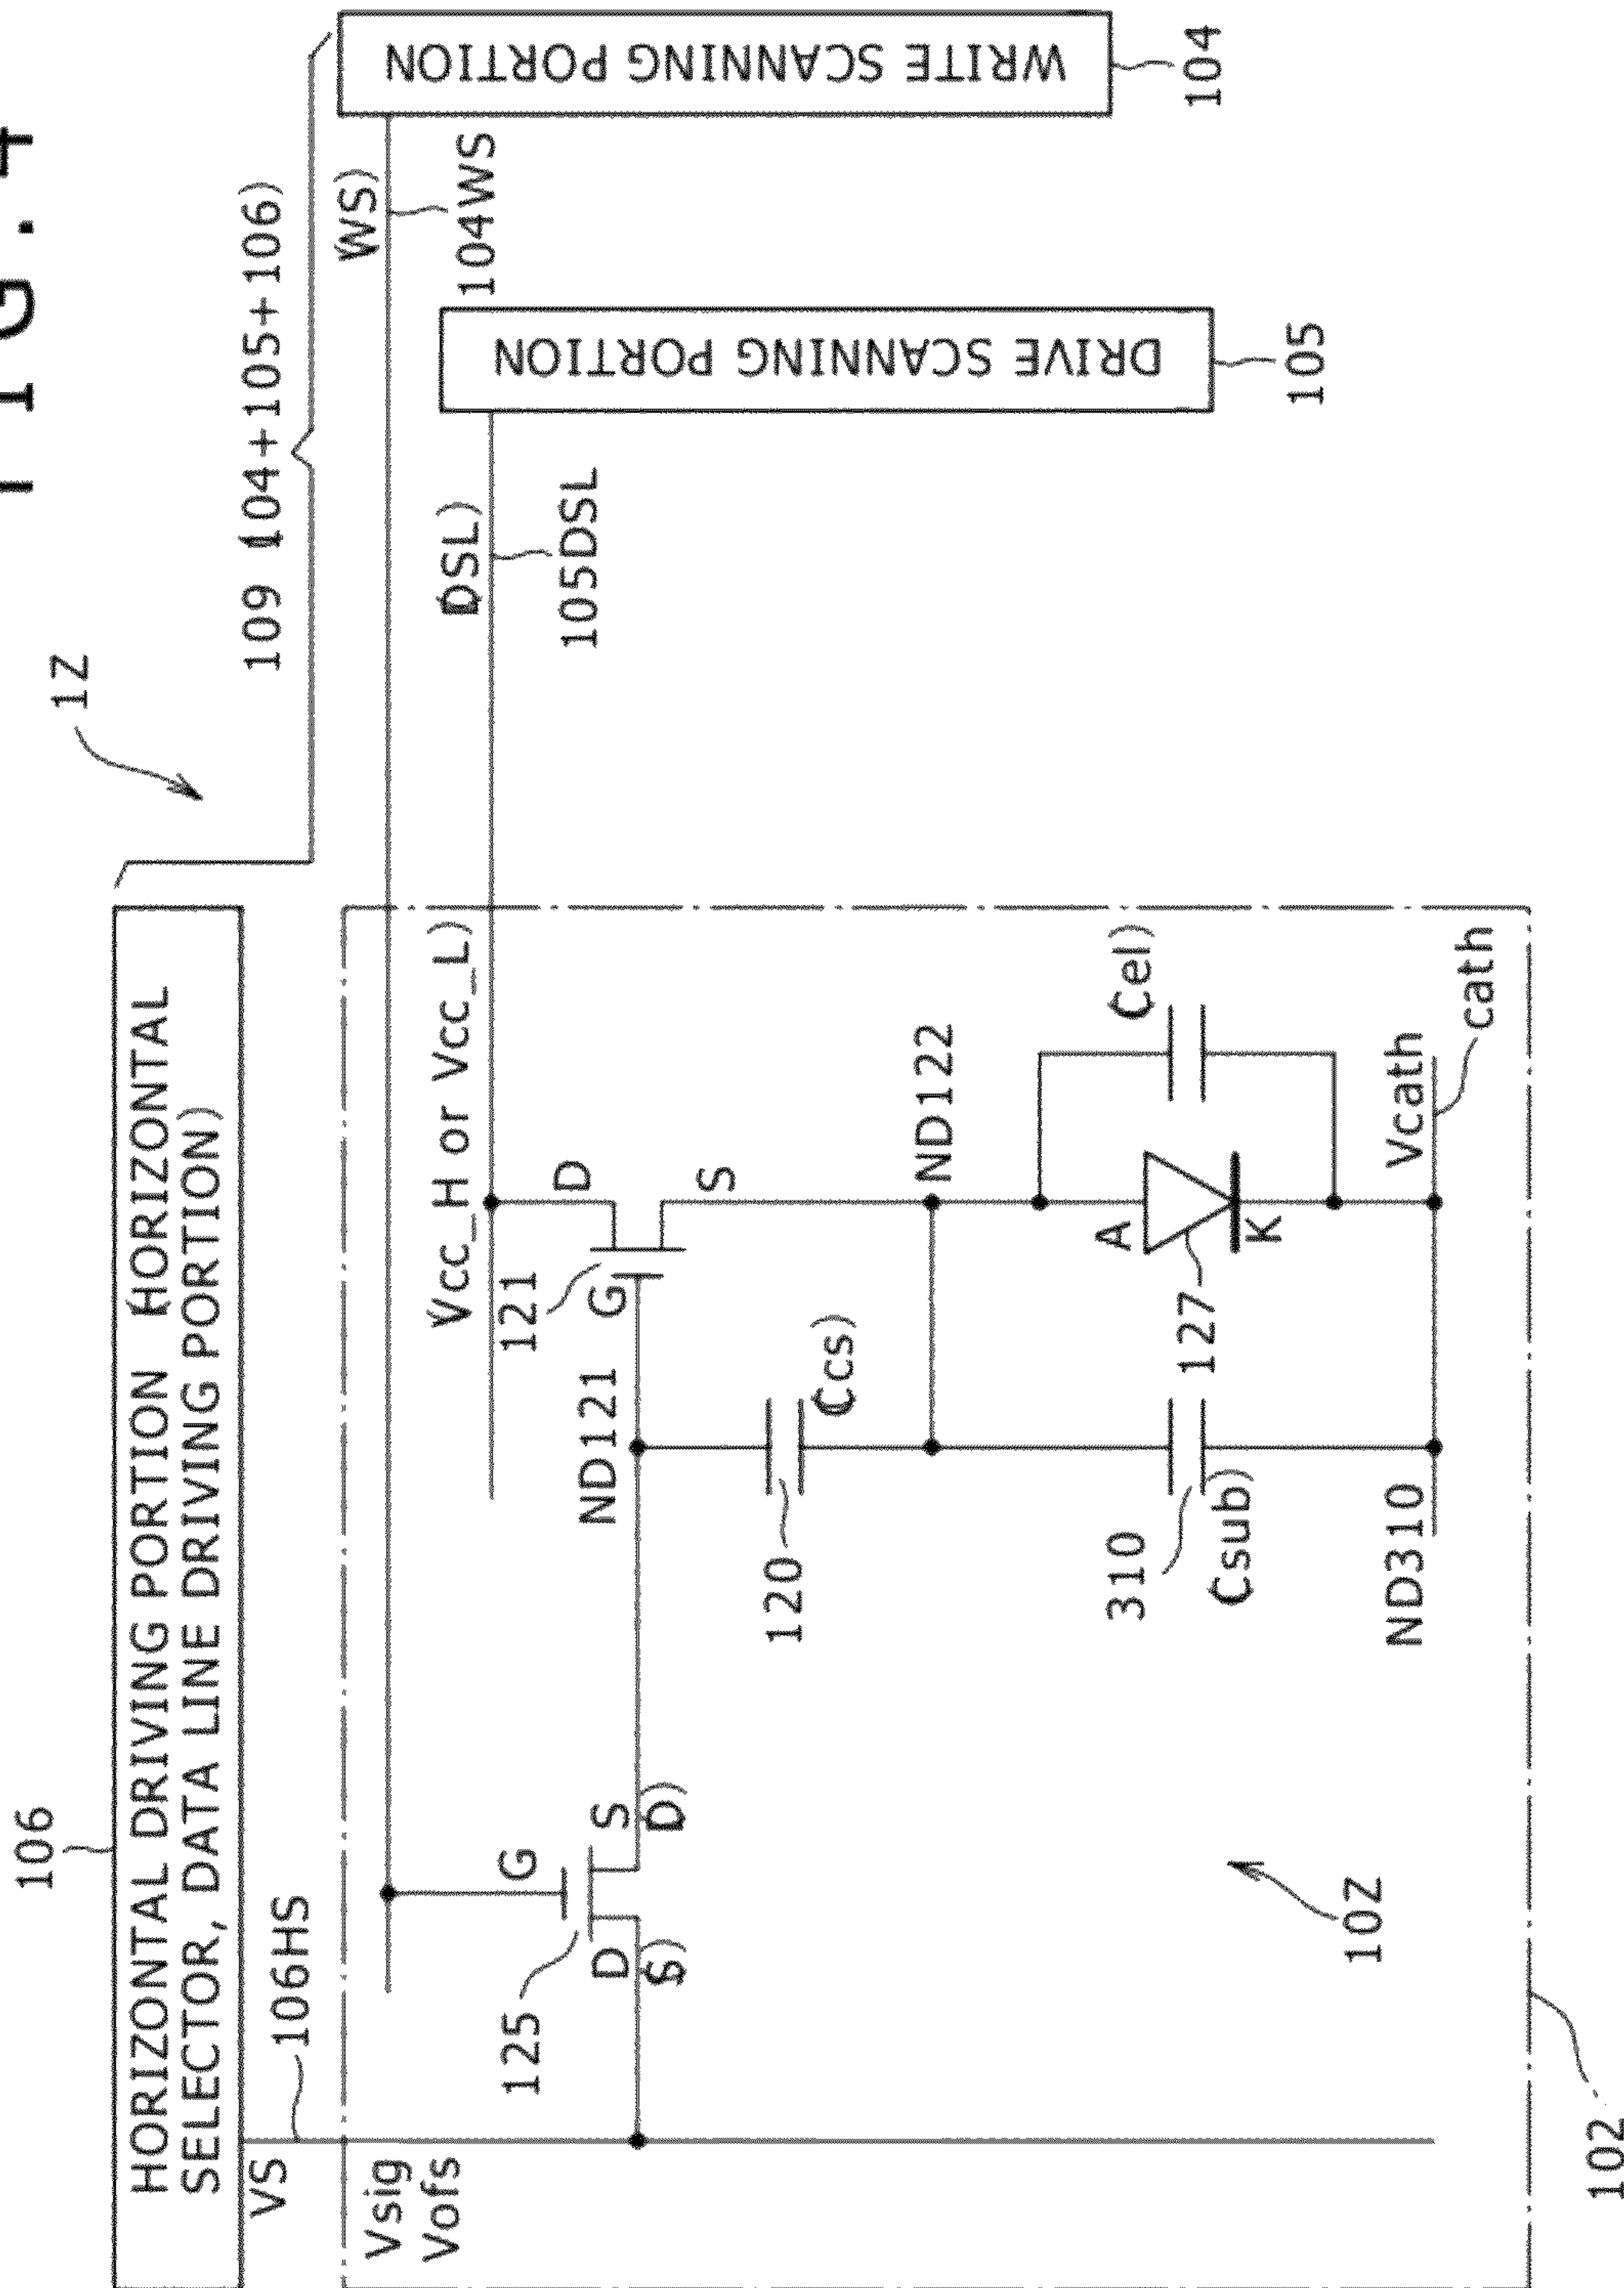 FIG. 4
1Z
109 (104+105+106)
106
HORIZONTAL DRIVING PORTION (HORIZONTAL
SELECTOR, DATA LINE DRIVING PORTION)
VS
106HS
Vsig
Vofs
(WS)
104WS
WRITE SCANNING PORTION
104
(Vcc_H or Vcc_L)
(DSL)
105DSL
DRIVE SCANNING PORTION
105
125
G
D
(S)
S
(D)
ND121
121
D
G
S
120
(Ccs)
ND122
310
(Csub)
127
A
K
(Cel)
ND310
Vcath
cath
10Z
102